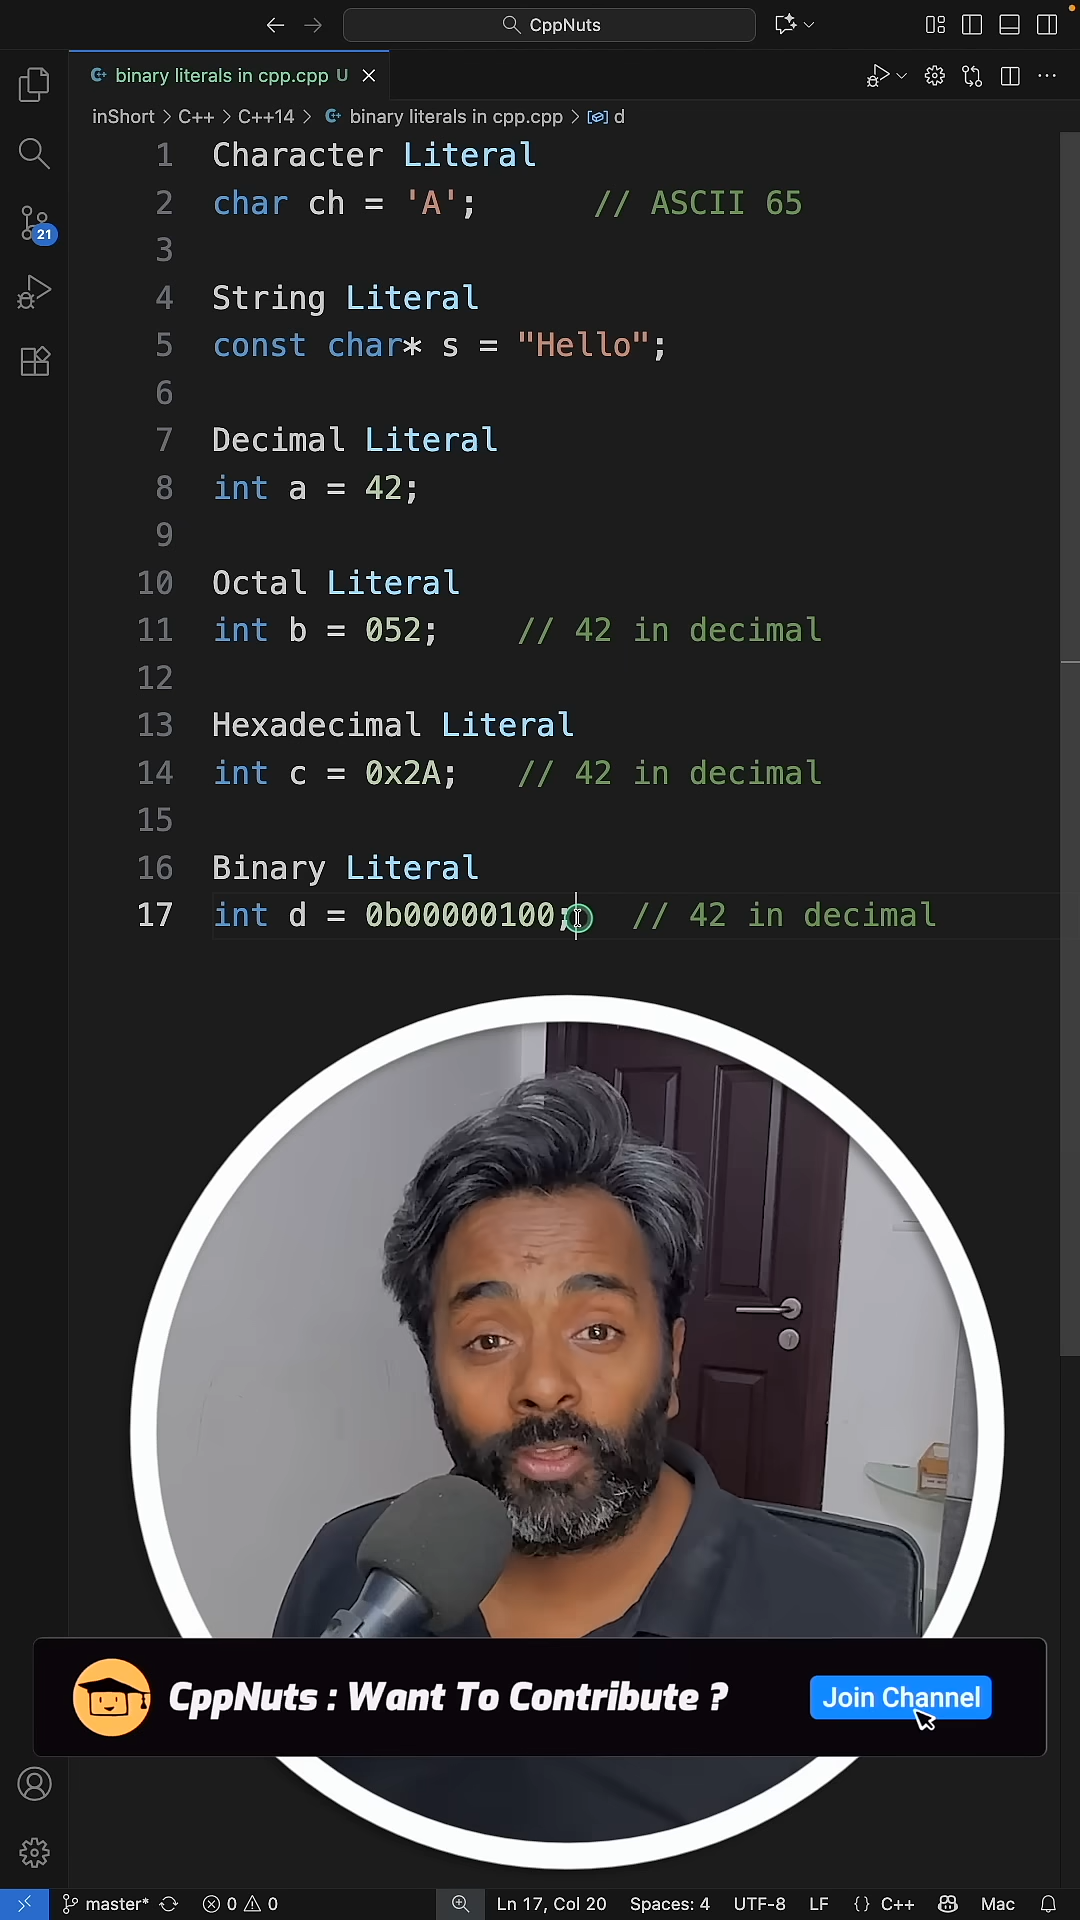 CppNuts
binary literals in cpp.cpp U
inShort > C++ > C++14 > binary literals in cpp.cpp > d
1 Character Literal
2 char ch = 'A'; // ASCII 65
3
4 String Literal
5 const char* s = "Hello";
6
7 Decimal Literal
8 int a = 42;
9
10 Octal Literal
11 int b = 052; // 42 in decimal
12
13 Hexadecimal Literal
14 int c = 0x2A; // 42 in decimal
15
16 Binary Literal
17 int d = 0b00000100; // 42 in decimal
21
CppNuts : Want To Contribute ?
Join Channel
master* 0 0 Ln 17, Col 20 Spaces: 4 UTF-8 LF {} C++ Mac